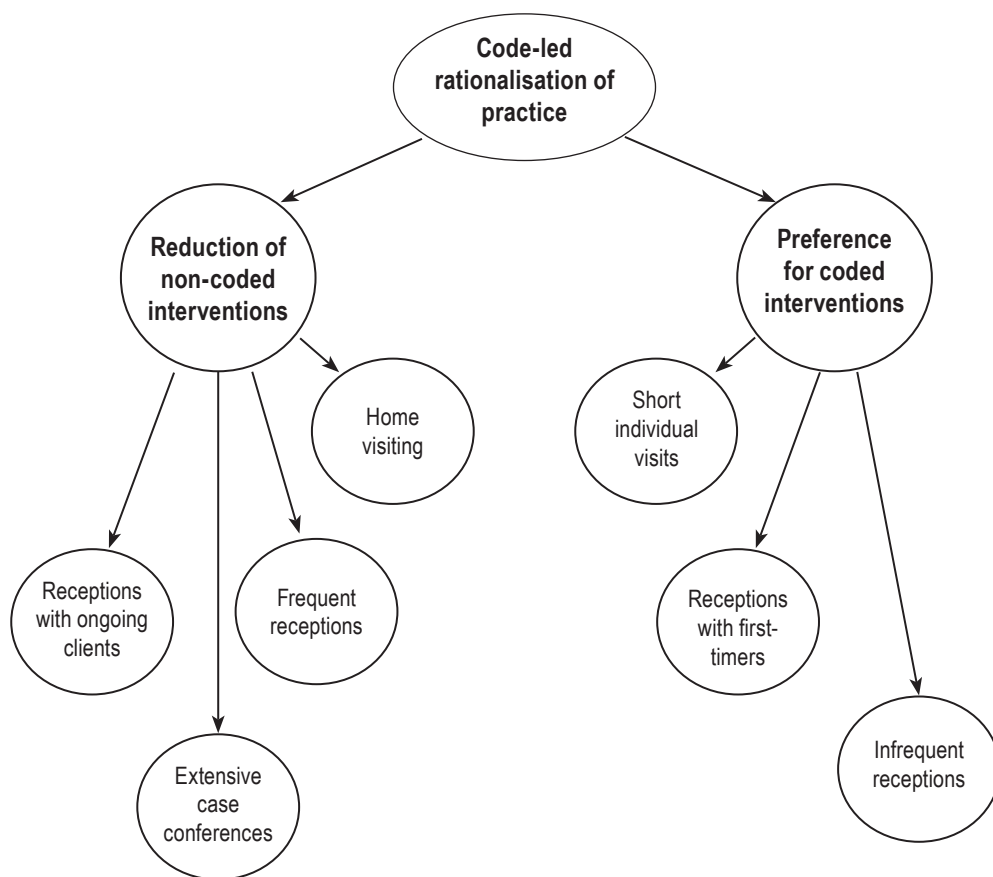 Code-led
rationalisation of
practice
Reduction of
non-coded
interventions
Preference
for coded
interventions
Home
visiting
Short
individual
visits
Receptions
with ongoing
clients
Frequent
receptions
Receptions
with first-
timers
Extensive
case
conferences
Infrequent
receptions